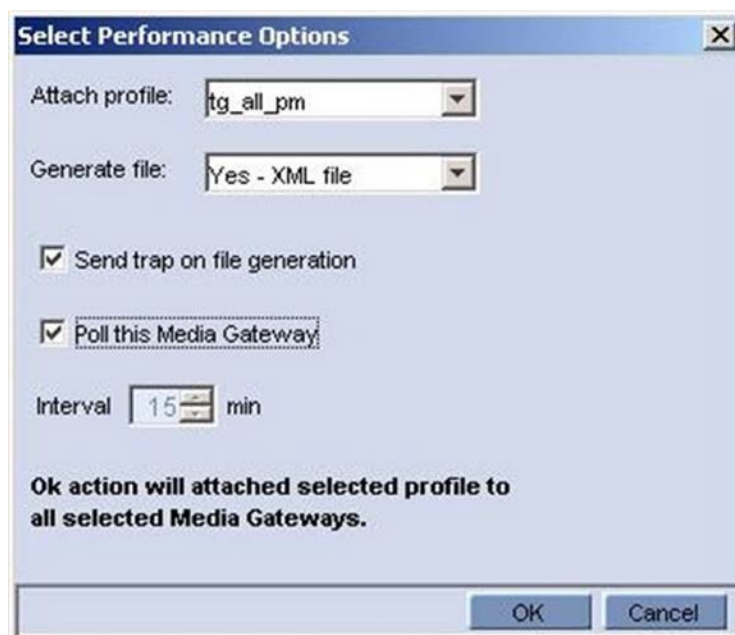 Select Performance Options
Attach profile: tg_all_pm
Generate file: Yes - XML file
Send trap on file generation
Poll this Media Gateway
Interval 15 min
Ok action will attached selected profile to
all selected Media Gateways.
OK Cancel